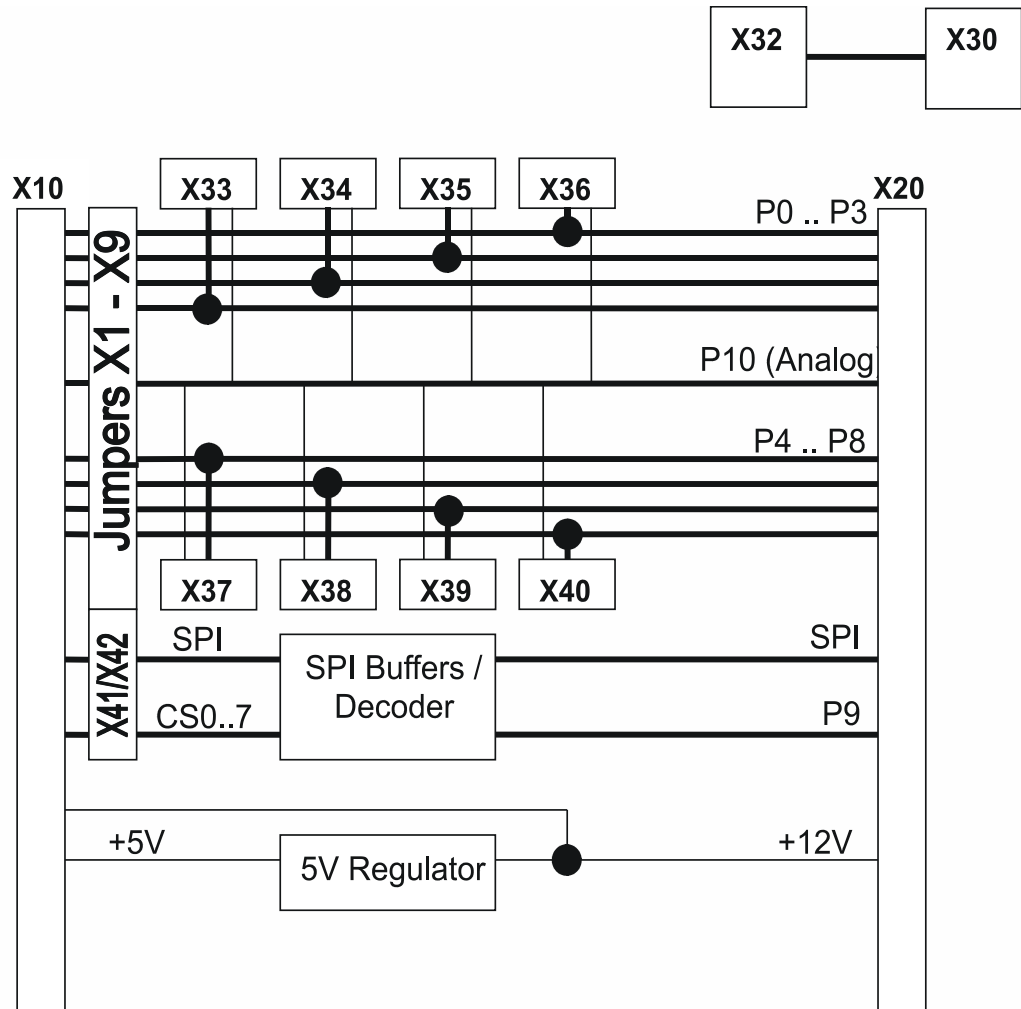 X32 X30
X33 X34 X35 X36
X10 X20
P0 .. P3
Jumpers X1 - X9
P10 (Analog
P4 .. P8
X37 X38 X39 X40
X41/X42
SPI SPI
SPI Buffers /
Decoder
CS0..7 P9
+5V +12V
5V Regulator